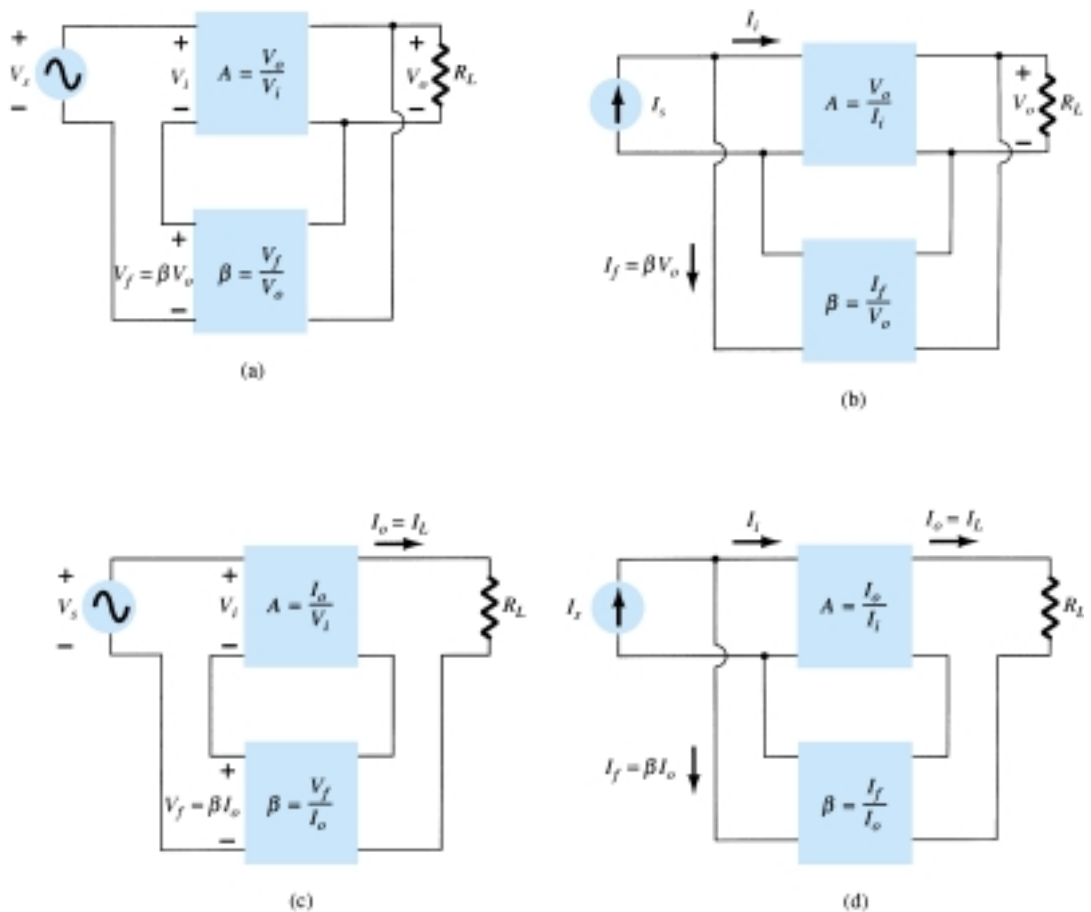 +
V_s
−
+
V_i
−
A = V_o/V_i
+
V_o
−
R_L
+
V_f = βV_o
−
β = V_f/V_o
(a)
I_i
I_s
A = V_o/I_i
+
V_o
−
R_L
I_f = βV_o
β = I_f/V_o
(b)
I_o = I_L
+
V_s
−
+
V_i
−
A = I_o/V_i
R_L
+
V_f = βI_o
−
β = V_f/I_o
(c)
I_i
I_o = I_L
I_s
A = I_o/I_i
R_L
I_f = βI_o
β = I_f/I_o
(d)